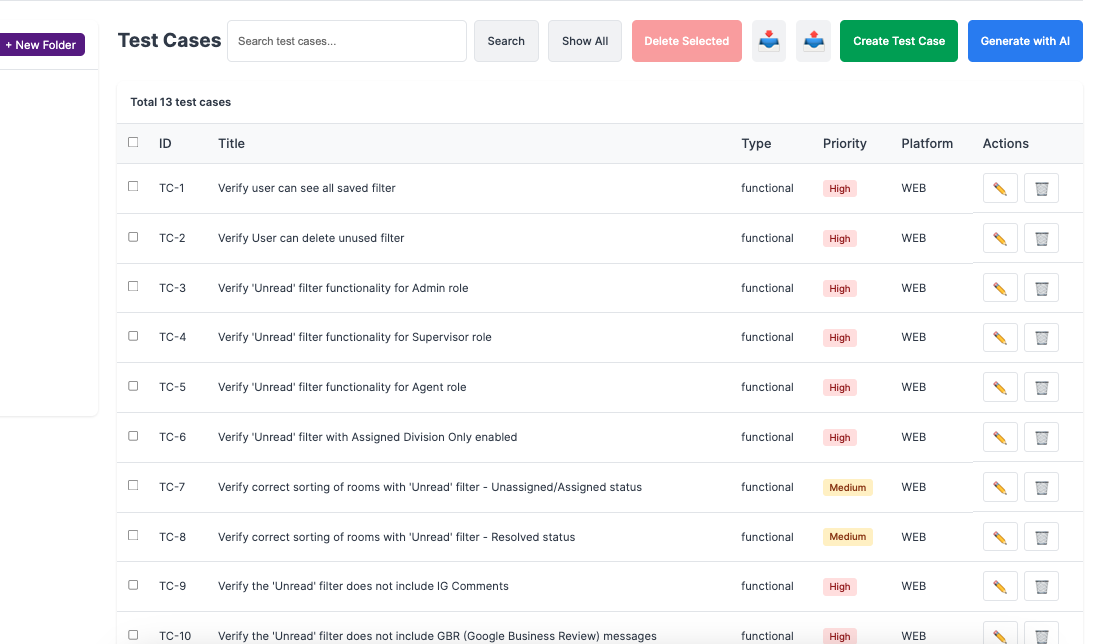 + New Folder
Test Cases
Search test cases...
Search
Show All
Delete Selected
Create Test Case
Generate with AI
Total 13 test cases
ID Title Type Priority Platform Actions
TC-1 Verify user can see all saved filter functional High WEB
TC-2 Verify User can delete unused filter functional High WEB
TC-3 Verify 'Unread' filter functionality for Admin role functional High WEB
TC-4 Verify 'Unread' filter functionality for Supervisor role functional High WEB
TC-5 Verify 'Unread' filter functionality for Agent role functional High WEB
TC-6 Verify 'Unread' filter with Assigned Division Only enabled functional High WEB
TC-7 Verify correct sorting of rooms with 'Unread' filter - Unassigned/Assigned status functional Medium WEB
TC-8 Verify correct sorting of rooms with 'Unread' filter - Resolved status functional Medium WEB
TC-9 Verify the 'Unread' filter does not include IG Comments functional High WEB
TC-10 Verify the 'Unread' filter does not include GBR (Google Business Review) messages functional High WEB